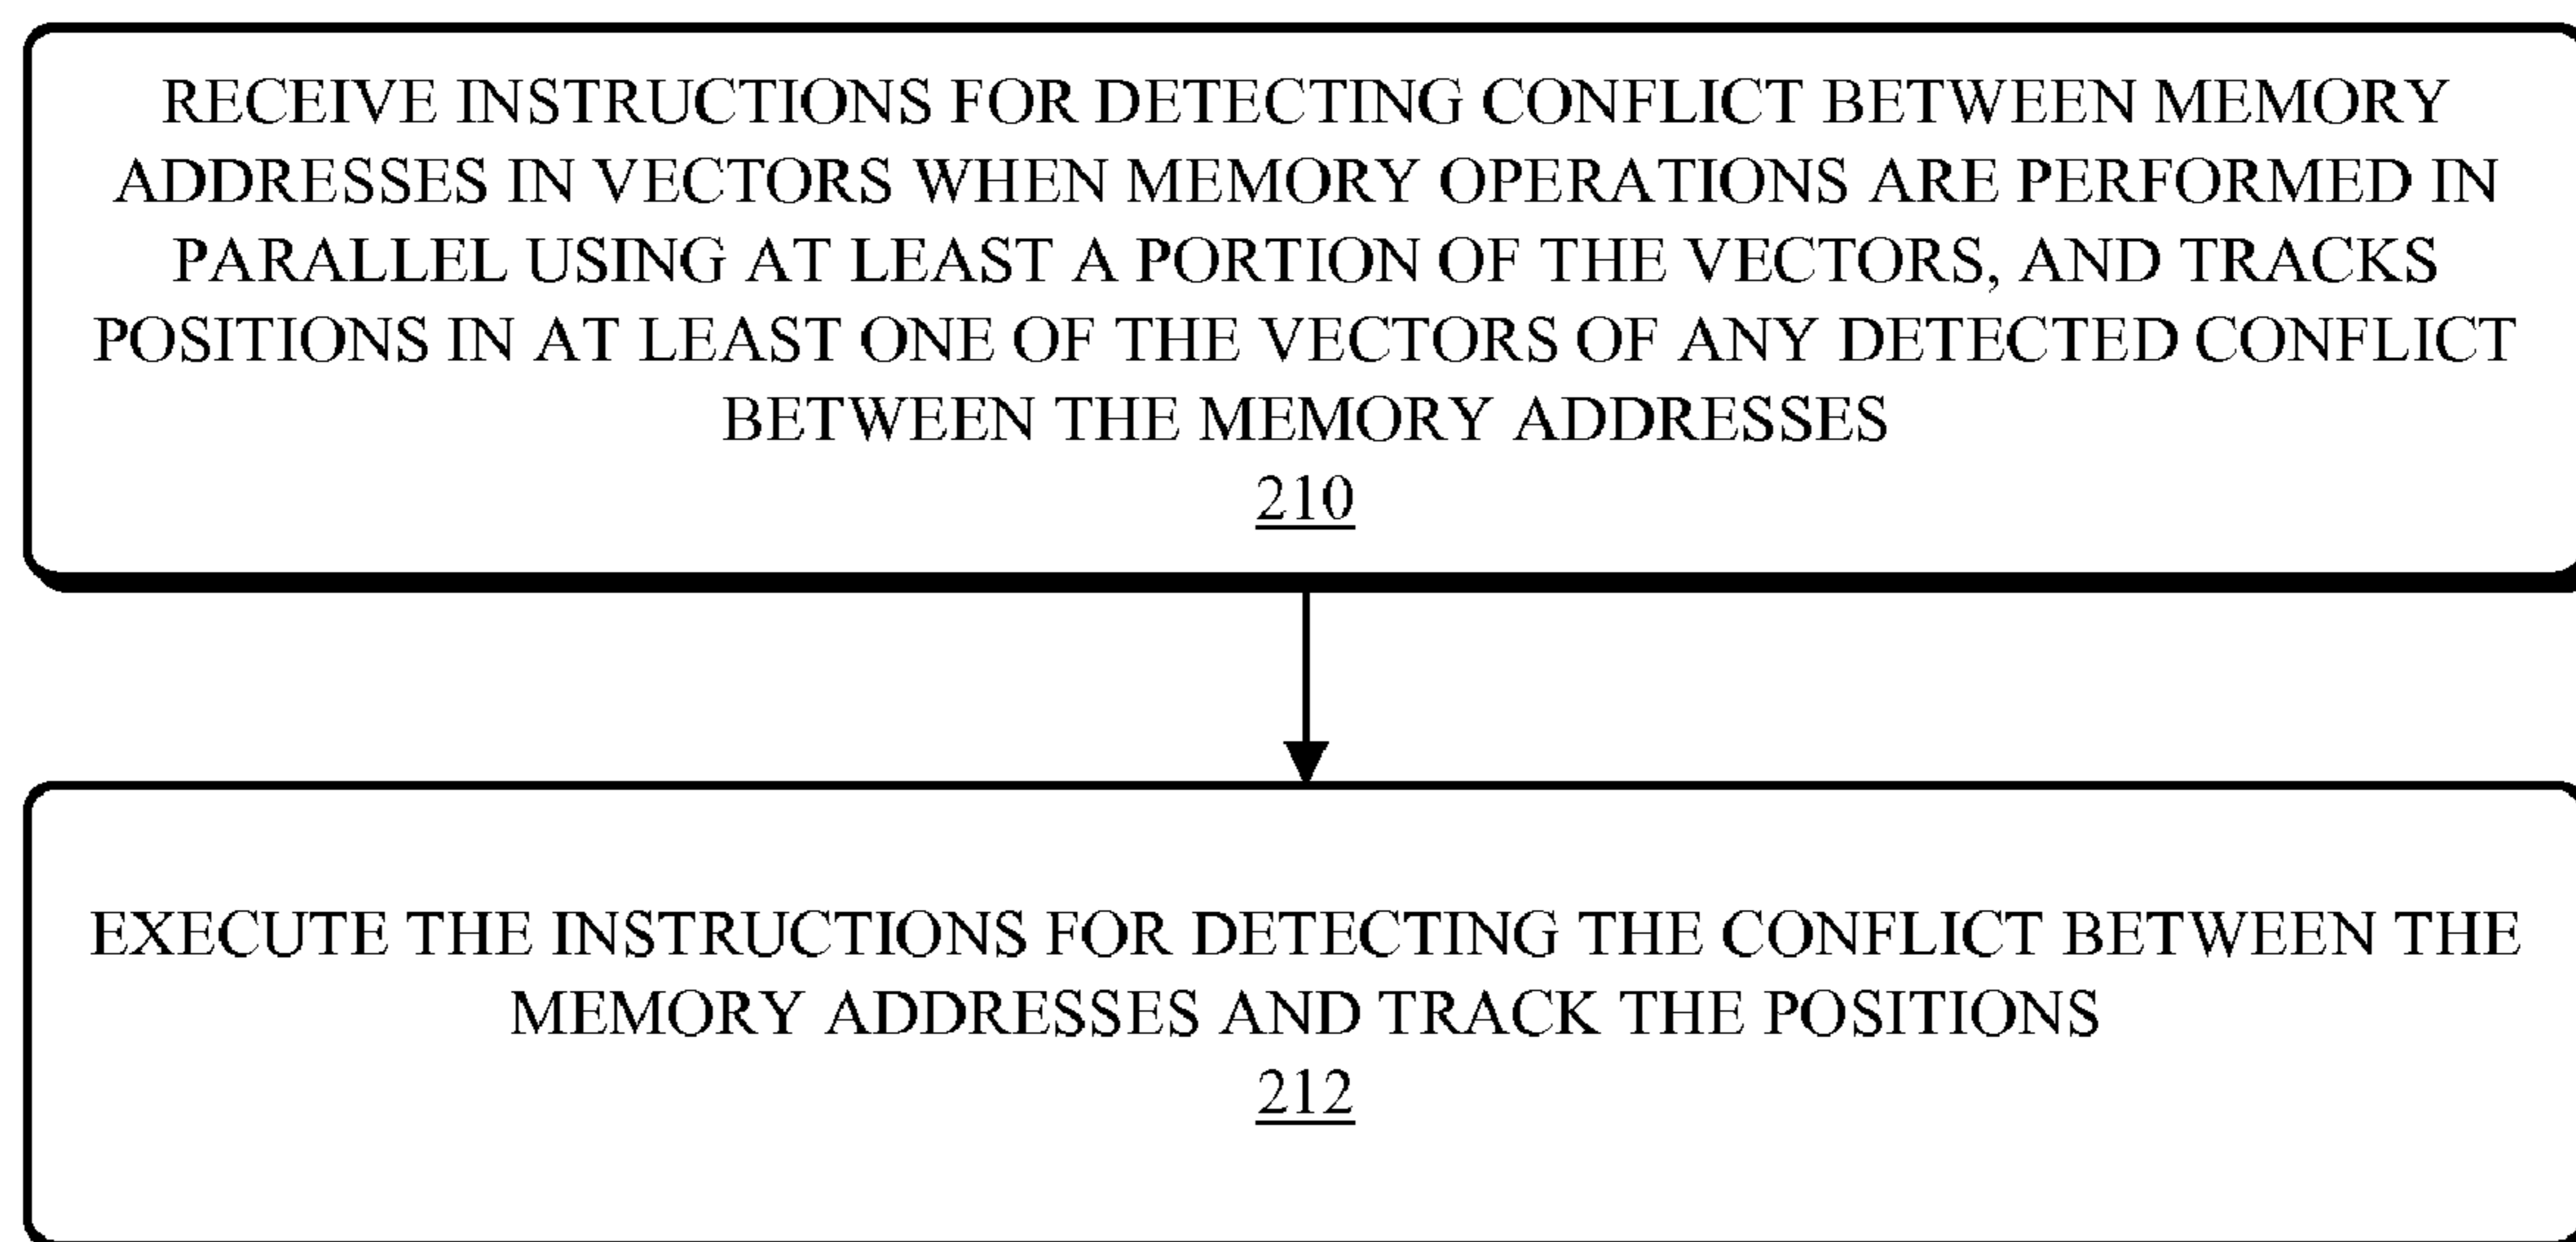 RECEIVE INSTRUCTIONS FOR DETECTING CONFLICT BETWEEN MEMORY
ADDRESSES IN VECTORS WHEN MEMORY OPERATIONS ARE PERFORMED IN
PARALLEL USING AT LEAST A PORTION OF THE VECTORS, AND TRACKS
POSITIONS IN AT LEAST ONE OF THE VECTORS OF ANY DETECTED CONFLICT
BETWEEN THE MEMORY ADDRESSES
210
EXECUTE THE INSTRUCTIONS FOR DETECTING THE CONFLICT BETWEEN THE
MEMORY ADDRESSES AND TRACK THE POSITIONS
212